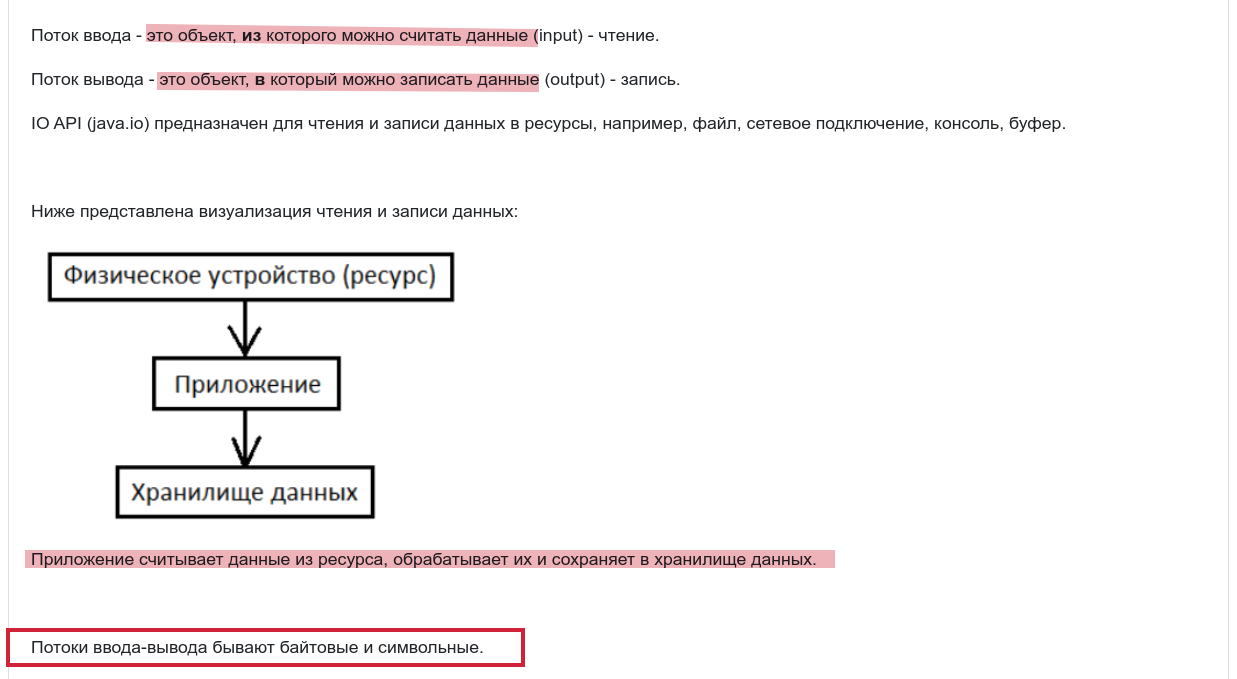 Поток ввода - это объект, из которого можно считать данные (input) - чтение.
Поток вывода - это объект, в который можно записать данные (output) - запись.
IO API (java.io) предназначен для чтения и записи данных в ресурсы, например, файл, сетевое подключение, консоль, буфер.
Ниже представлена визуализация чтения и записи данных:
Физическое устройство (ресурс)
Приложение
Хранилище данных
Приложение считывает данные из ресурса, обрабатывает их и сохраняет в хранилище данных.
Потоки ввода-вывода бывают байтовые и символьные.